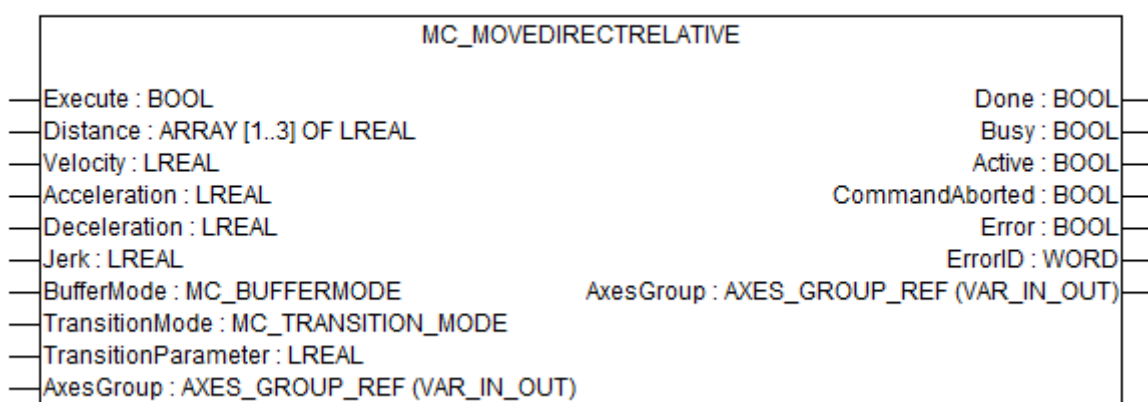 MC_MOVEDIRECTRELATIVE
Execute : BOOL Done : BOOL
Distance : ARRAY [1..3] OF LREAL Busy : BOOL
Velocity : LREAL Active : BOOL
Acceleration : LREAL CommandAborted : BOOL
Deceleration : LREAL Error : BOOL
Jerk : LREAL ErrorID : WORD
BufferMode : MC_BUFFERMODE AxesGroup : AXES_GROUP_REF (VAR_IN_OUT)
TransitionMode : MC_TRANSITION_MODE
TransitionParameter : LREAL
AxesGroup : AXES_GROUP_REF (VAR_IN_OUT)